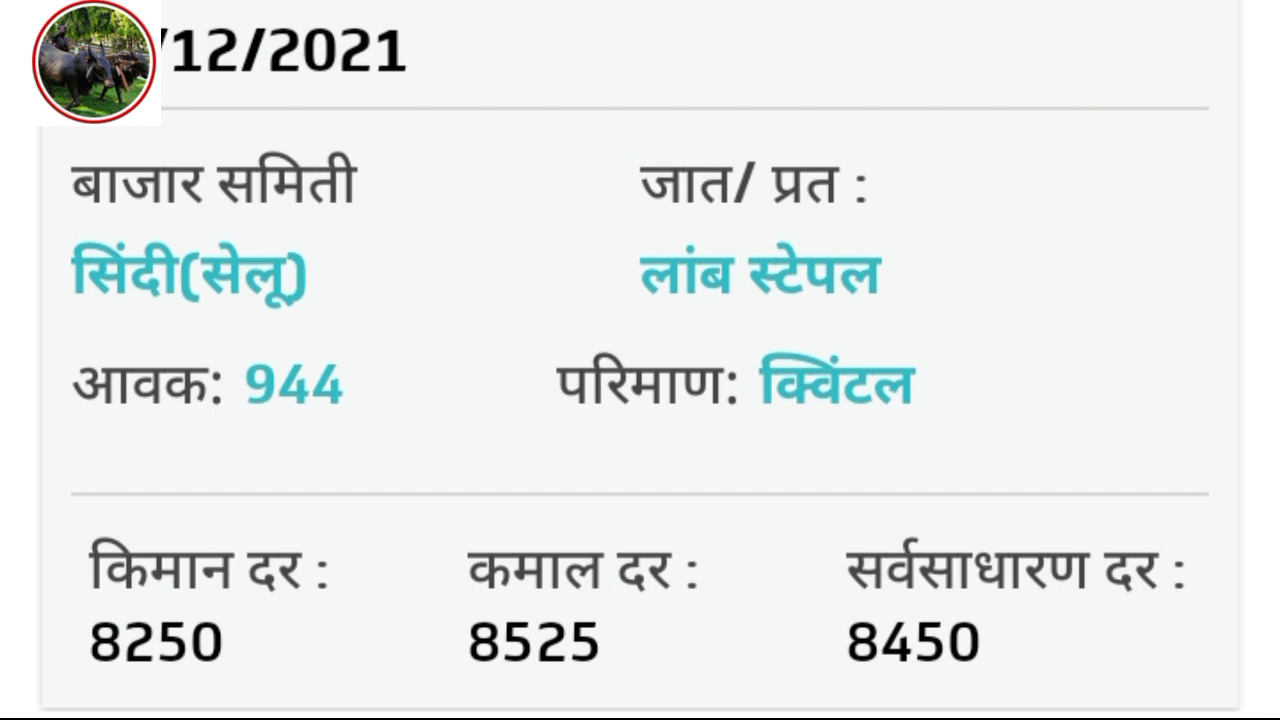 /12/2021
बाजार समिती जात/ प्रत :
सिंदी(सेलू) लांब स्टेपल
आवक: 944 परिमाण: क्विंटल
किमान दर : कमाल दर : सर्वसाधारण दर :
8250 8525 8450